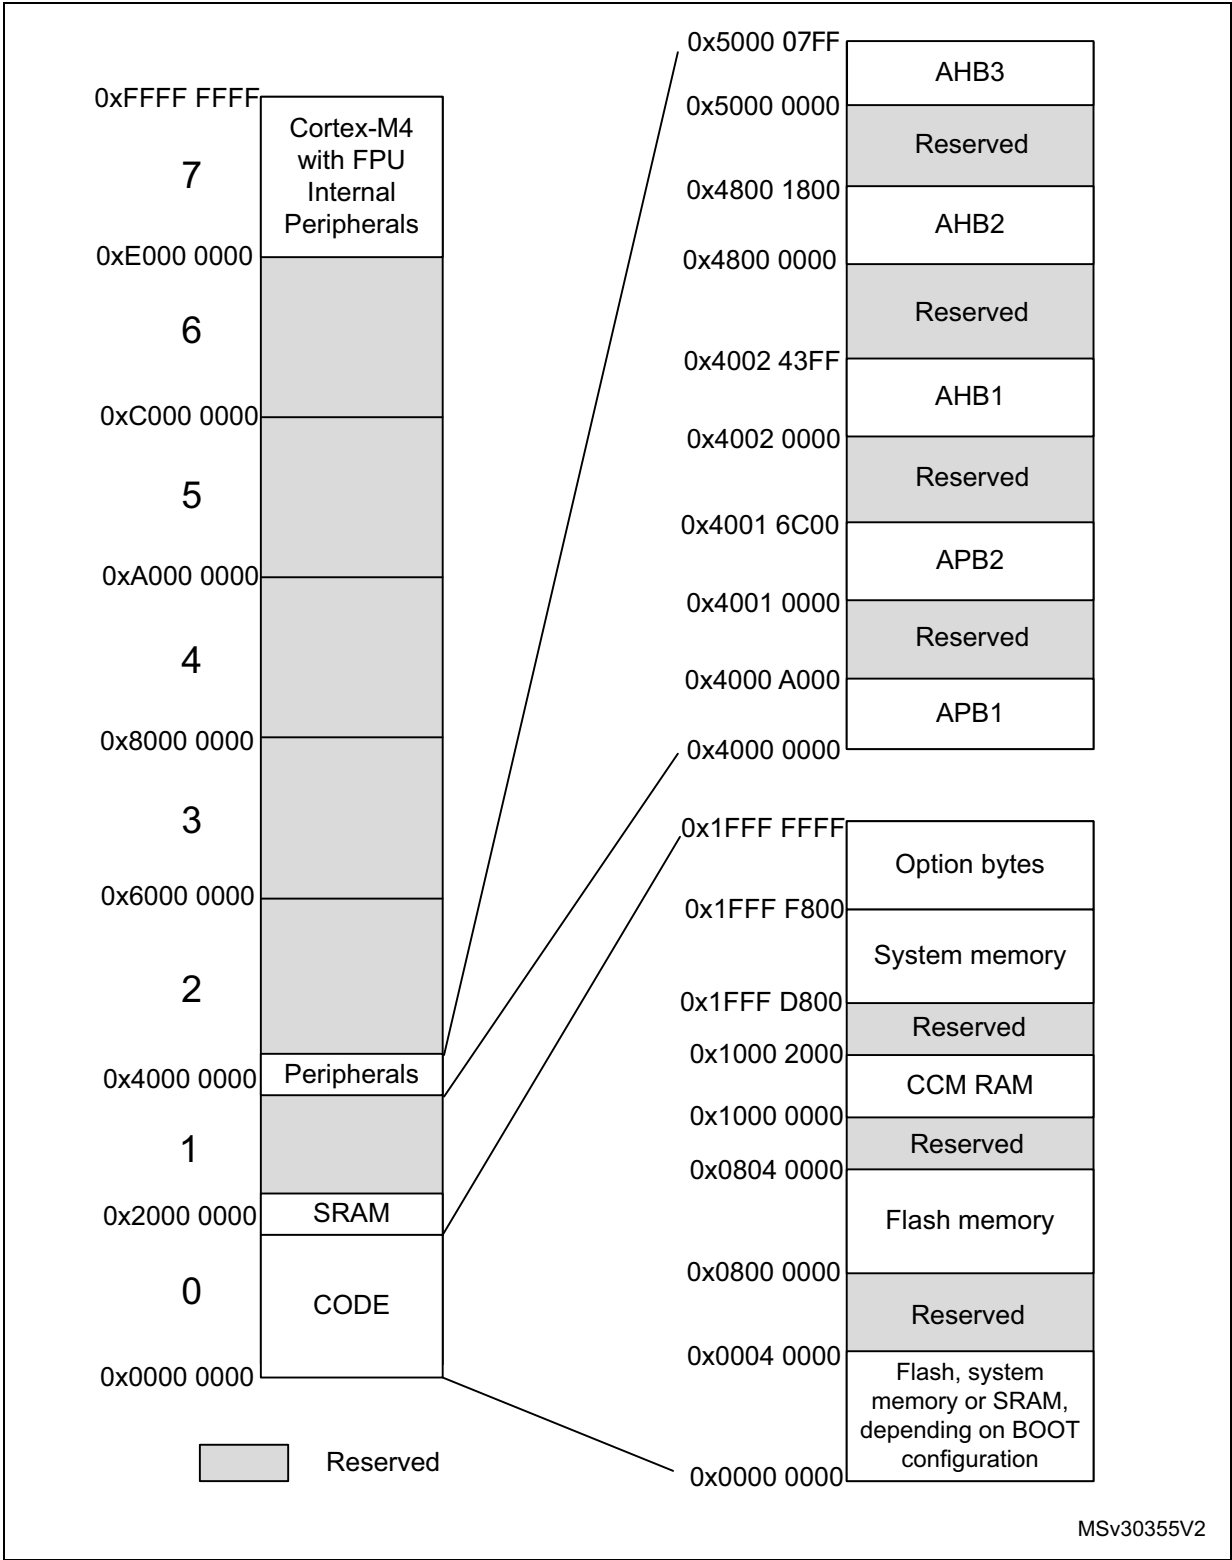 0xFFFF FFFF
Cortex-M4
with FPU
Internal
Peripherals
7
0xE000 0000
6
0xC000 0000
5
0xA000 0000
4
0x8000 0000
3
0x6000 0000
2
Peripherals
0x4000 0000
1
SRAM
0x2000 0000
0
CODE
0x0000 0000
Reserved
0x5000 07FF
AHB3
0x5000 0000
Reserved
0x4800 1800
AHB2
0x4800 0000
Reserved
0x4002 43FF
AHB1
0x4002 0000
Reserved
0x4001 6C00
APB2
0x4001 0000
Reserved
0x4000 A000
APB1
0x4000 0000
0x1FFF FFFF
Option bytes
0x1FFF F800
System memory
0x1FFF D800
Reserved
0x1000 2000
CCM RAM
0x1000 0000
Reserved
0x0804 0000
Flash memory
0x0800 0000
Reserved
0x0004 0000
Flash, system
memory or SRAM,
depending on BOOT
configuration
0x0000 0000
MSv30355V2